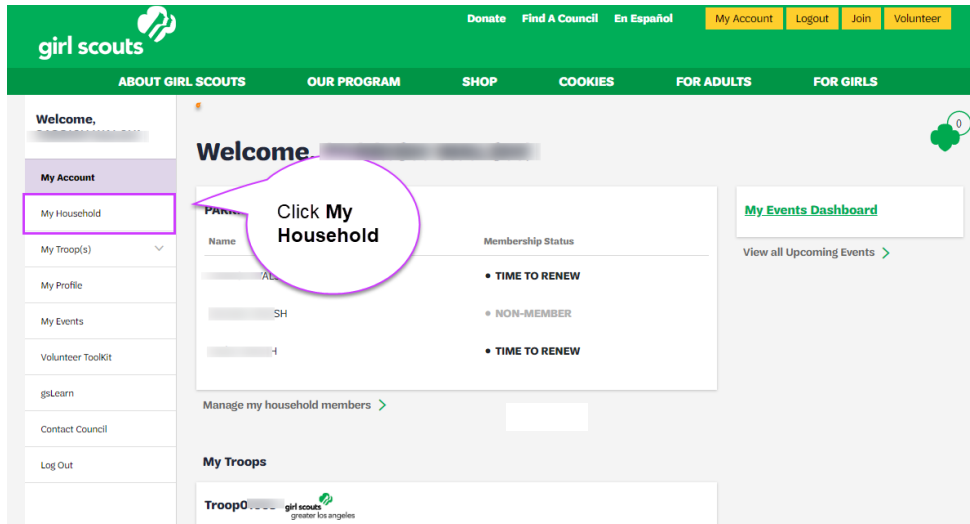 Donate Find A Council En Español My Account Logout Join Volunteer
girl scouts
ABOUT GIRL SCOUTS OUR PROGRAM SHOP COOKIES FOR ADULTS FOR GIRLS
Welcome,
0
Welcome,
My Account
My Household
Click My
Household
My Events Dashboard
Name Membership Status
My Troop(s)
View all Upcoming Events
TIME TO RENEW
My Profile
SH • NON-MEMBER
My Events
TIME TO RENEW
Volunteer ToolKit
gsLearn
Manage my household members
Contact Council
Log Out
My Troops
girl scouts
greater los angeles